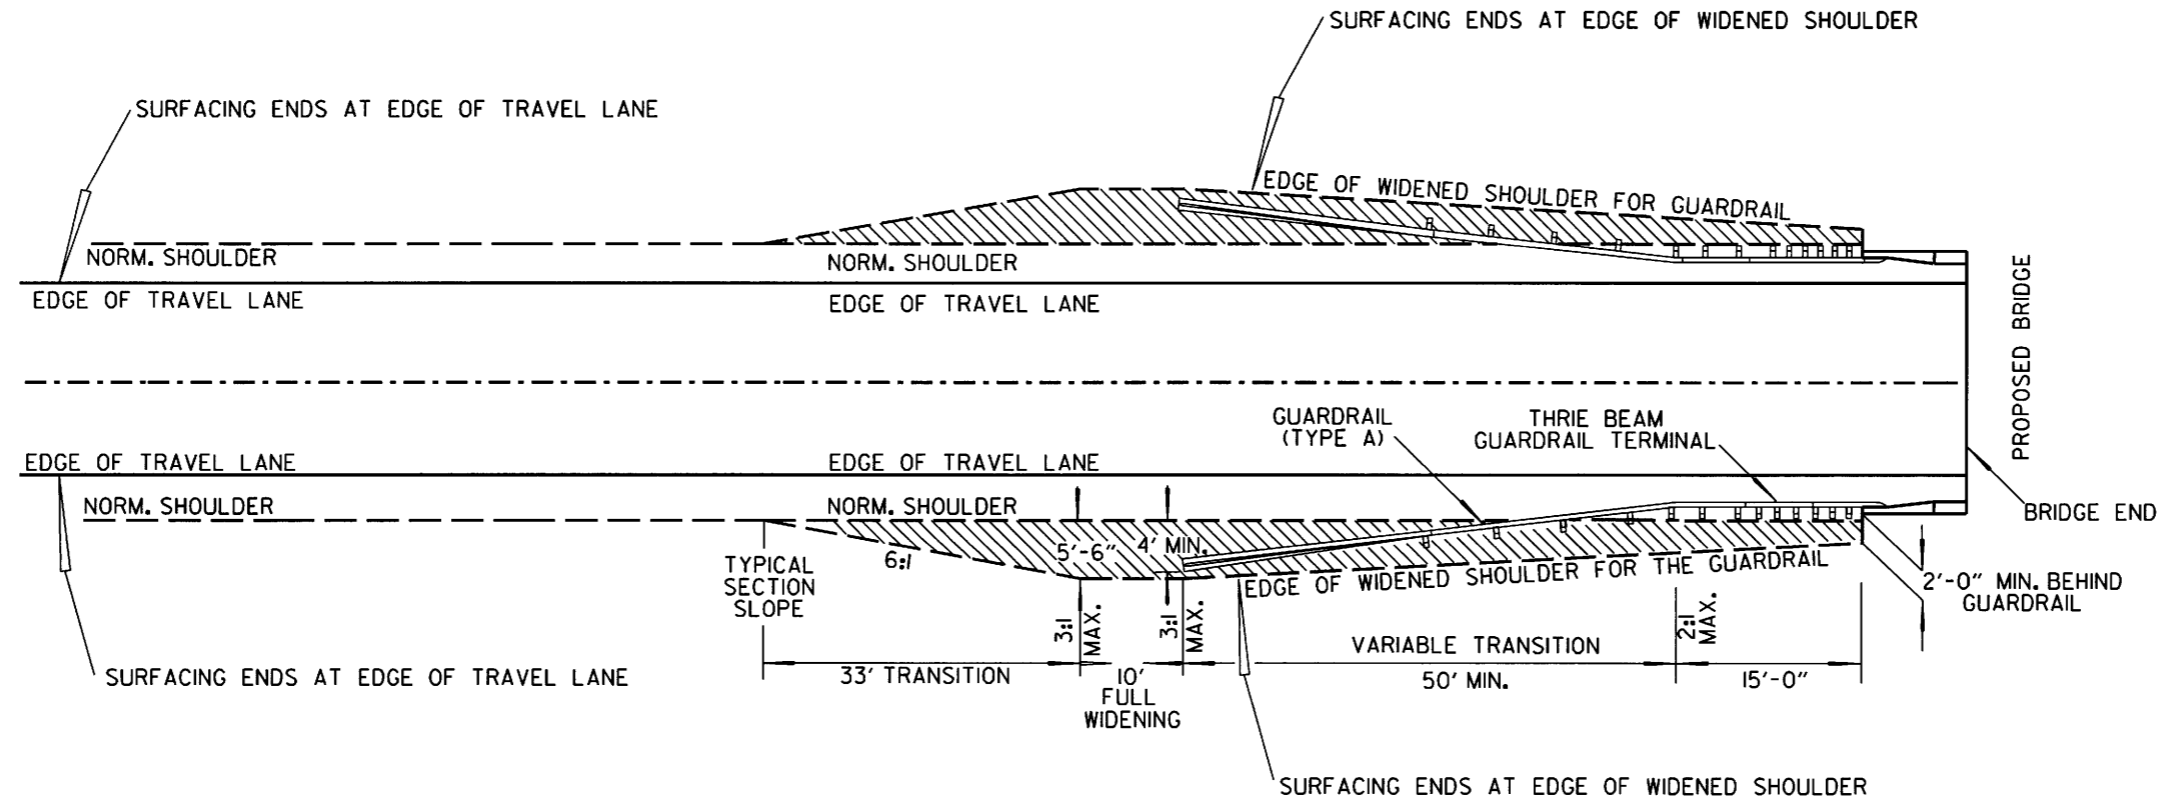 SURFACING ENDS AT EDGE OF WIDENED SHOULDER
SURFACING ENDS AT EDGE OF TRAVEL LANE
EDGE OF WIDENED SHOULDER FOR GUARDRAIL
NORM. SHOULDER
NORM. SHOULDER
EDGE OF TRAVEL LANE
EDGE OF TRAVEL LANE
PROPOSED BRIDGE
GUARDRAIL
(TYPE A)
THRIE BEAM
GUARDRAIL TERMINAL
EDGE OF TRAVEL LANE
EDGE OF TRAVEL LANE
NORM. SHOULDER
NORM. SHOULDER
BRIDGE END
6:1
5'-6"
4' MIN.
TYPICAL
SECTION
SLOPE
EDGE OF WIDENED SHOULDER FOR THE GUARDRAIL
2'-0" MIN. BEHIND
GUARDRAIL
3:1
MAX.
3:1
MAX.
2:1
MAX.
VARIABLE TRANSITION
SURFACING ENDS AT EDGE OF TRAVEL LANE
33' TRANSITION
10'
FULL
WIDENING
50' MIN.
15'-0"
SURFACING ENDS AT EDGE OF WIDENED SHOULDER